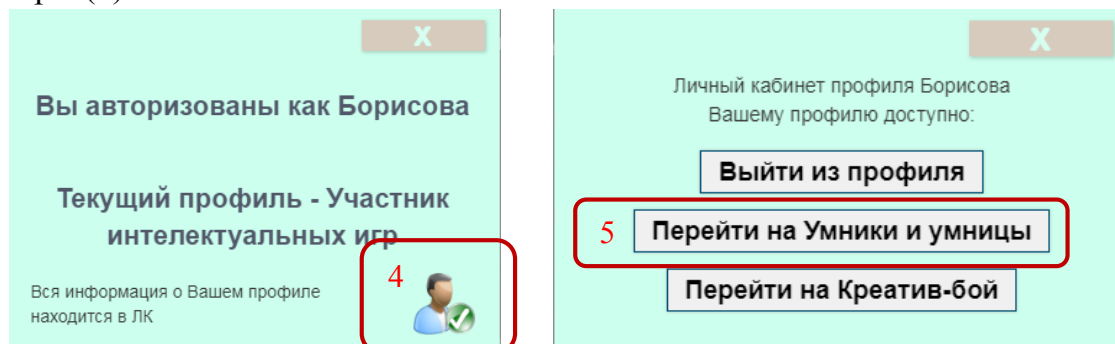 X
Вы авторизованы как Борисова
Текущий профиль - Участник
интелектуальных игр
4
Вся информация о Вашем профиле
находится в ЛК
X
Личный кабинет профиля Борисова
Вашему профилю доступно:
Выйти из профиля
5 Перейти на Умники и умницы
Перейти на Креатив-бой